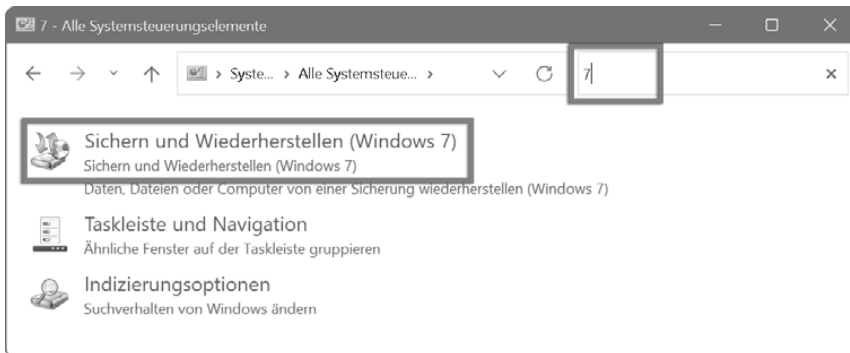 7 - Alle Systemsteuerungselemente
Syste... Alle Systemsteue...
7
Sichern und Wiederherstellen (Windows 7)
Sichern und Wiederherstellen (Windows 7)
Daten, Dateien oder Computer von einer Sicherung wiederherstellen (Windows 7)
Taskleiste und Navigation
Ähnliche Fenster auf der Taskleiste gruppieren
Indizierungsoptionen
Suchverhalten von Windows ändern